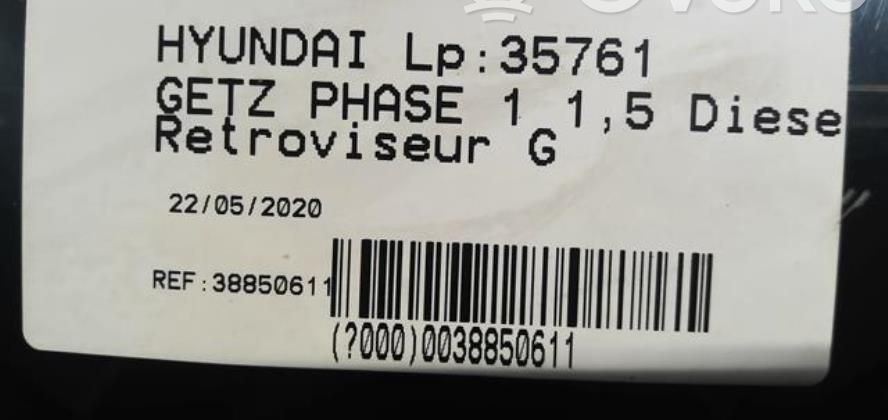 HYUNDAI Lp:35761
GETZ PHASE 1 1,5 Diese
Retroviseur G
22/05/2020
REF:38850611
(?000)0038850611